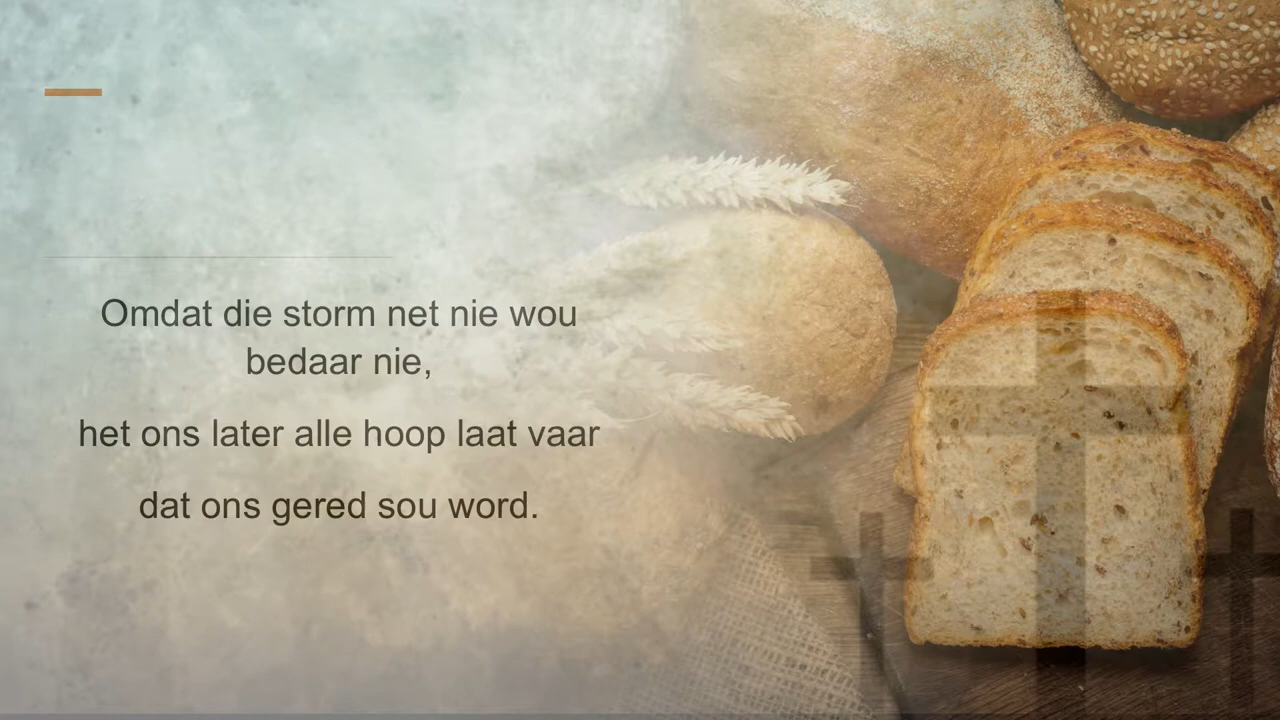 Omdat die storm net nie wou
bedaar nie,
het ons later alle hoop laat vaar
dat ons gered sou word.